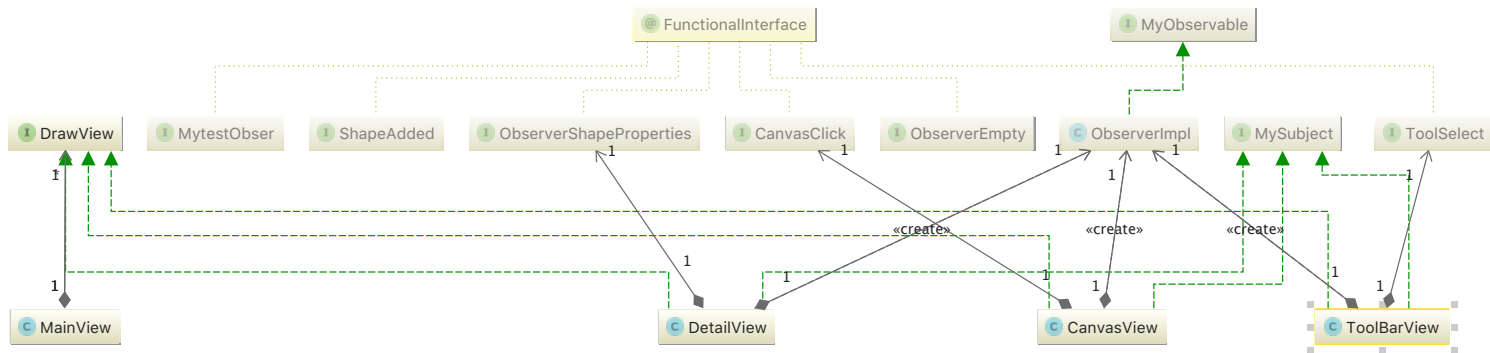 @ FunctionalInterface
I MyObservable
I DrawView
I MytestObser
I ShapeAdded
I ObserverShapeProperties
I CanvasClick
I ObserverEmpty
C ObserverImpl
I MySubject
I ToolSelect
1
1
1
1
1
1
1
*
«create»
«create»
«create»
1
1
1
1
1
1
1
C MainView
C DetailView
C CanvasView
C ToolBarView